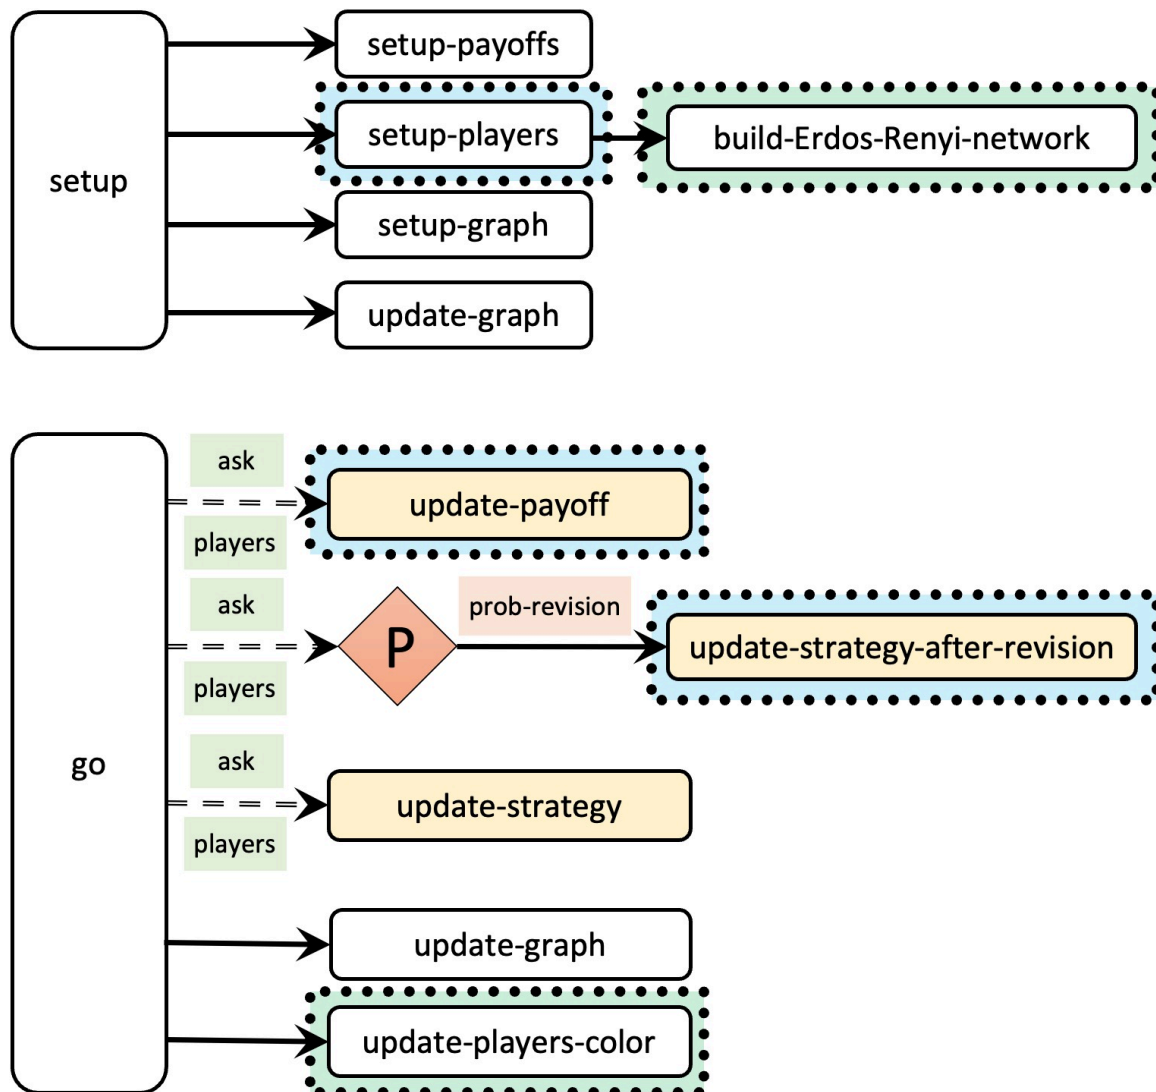 setup
setup-payoffs
setup-players
build-Erdos-Renyi-network
setup-graph
update-graph
go
ask
players
update-payoff
ask
players
P
prob-revision
update-strategy-after-revision
ask
players
update-strategy
update-graph
update-players-color